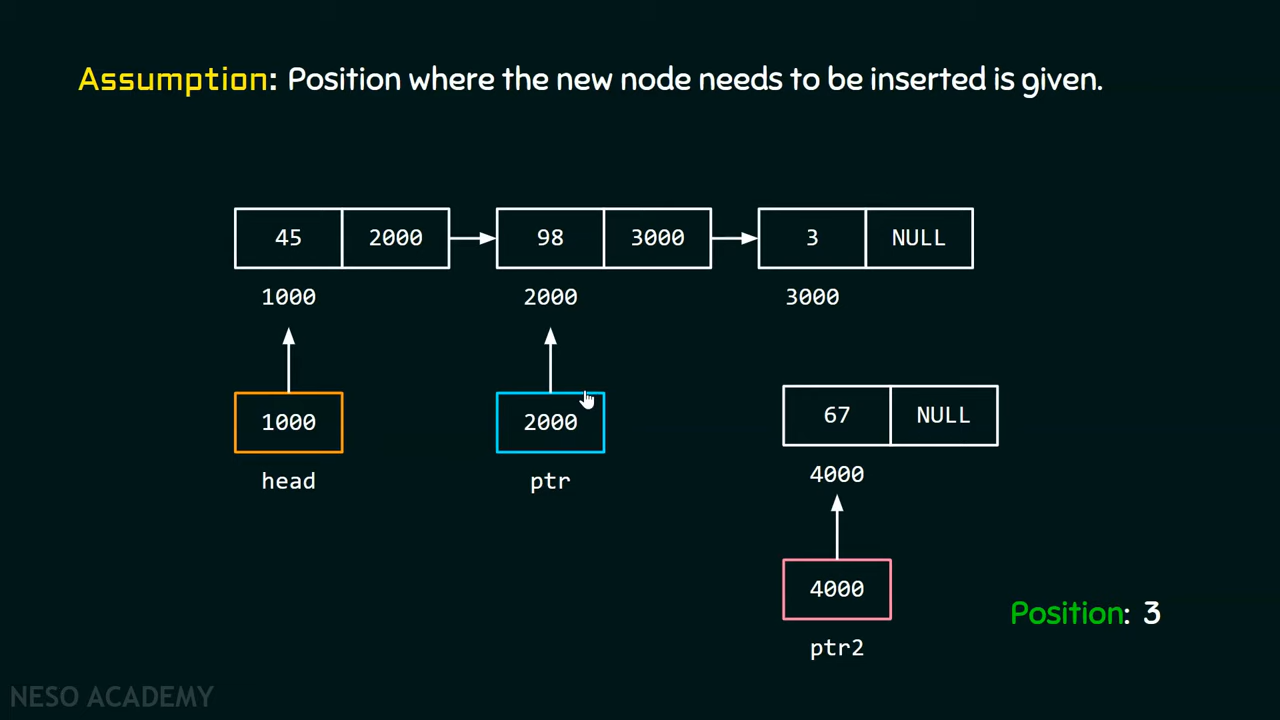 Assumption: Position where the new node needs to be inserted is given.
45 2000 98 3000 3 NULL
1000 2000 3000
1000 2000 67 NULL
head ptr 4000
4000
Position: 3
ptr2
NESO ACADEMY